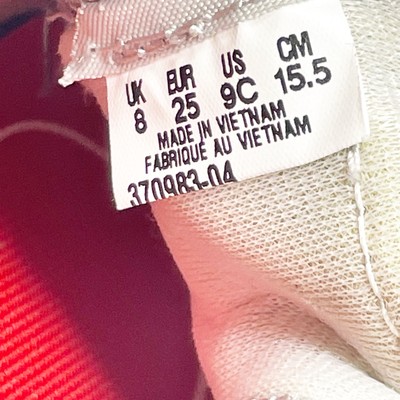 UK EUR US CM
8 25 9C 15.5
MADE IN VIETNAM
FABRIQUE AU VIETNAM
370983-04